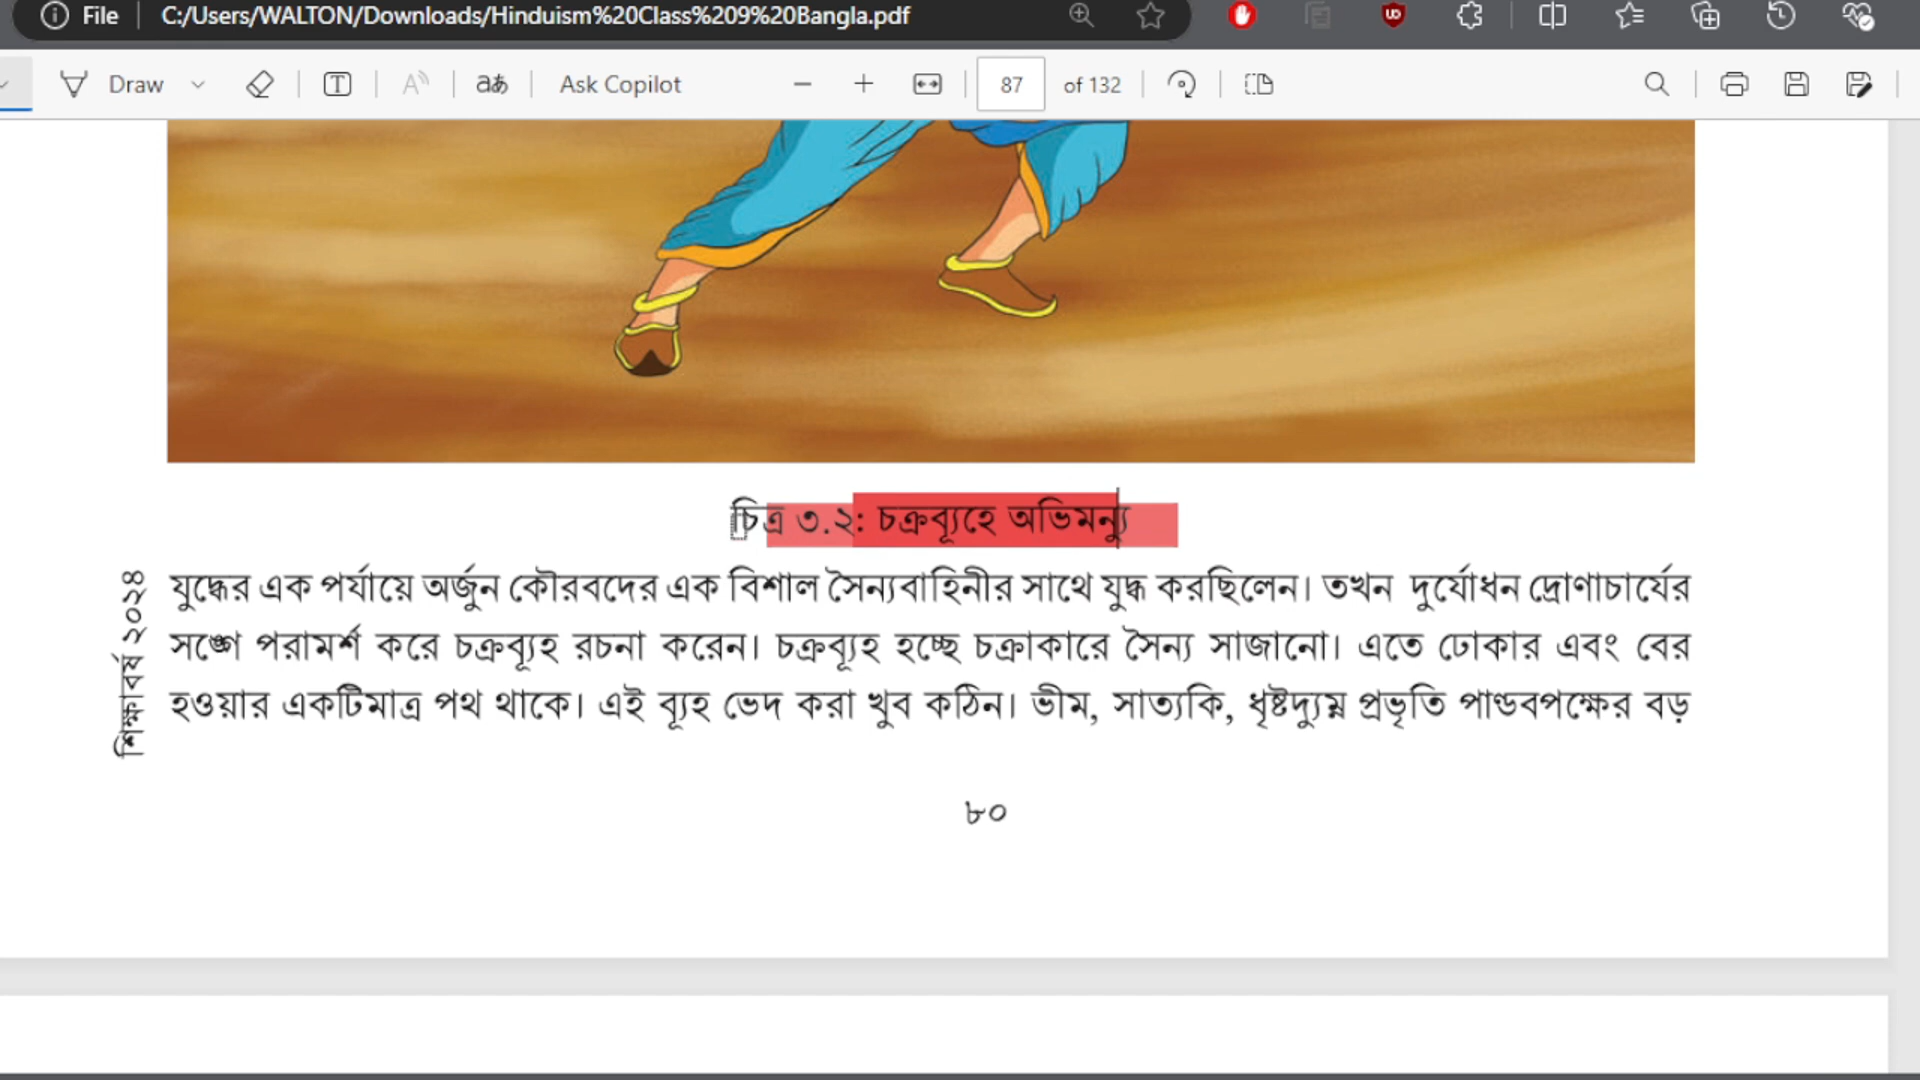 File C:/Users/WALTON/Downloads/Hinduism%20Class%209%20Bangla.pdf
Draw Ask Copilot 87 of 132
চিত্র ৩.২: চক্রব্যূহে অভিমন্যু
যুদ্ধের এক পর্যায়ে অর্জুন কৌরবদের এক বিশাল সৈন্যবাহিনীর সাথে যুদ্ধ করছিলেন। তখন দুর্যোধন দ্রোণাচার্যের
সঙ্গে পরামর্শ করে চক্রব্যূহ রচনা করেন। চক্রব্যূহ হচ্ছে চক্রাকারে সৈন্য সাজানো। এতে ঢোকার এবং বের
হওয়ার একটিমাত্র পথ থাকে। এই ব্যূহ ভেদ করা খুব কঠিন। ভীম, সাত্যকি, ধৃষ্টদ্যুম্ন প্রভৃতি পাণ্ডবপক্ষের বড়
শিক্ষাবর্ষ ২০২৪
৮০